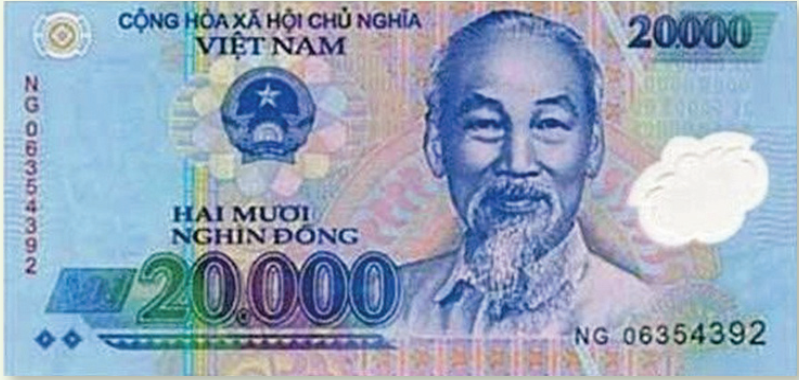 CỘNG HÒA XÃ HỘI CHỦ NGHĨA
VIỆT NAM
20000
NG 06354392
HAI MƯƠI
NGHÌN ĐỒNG
20.000
NG 06354392